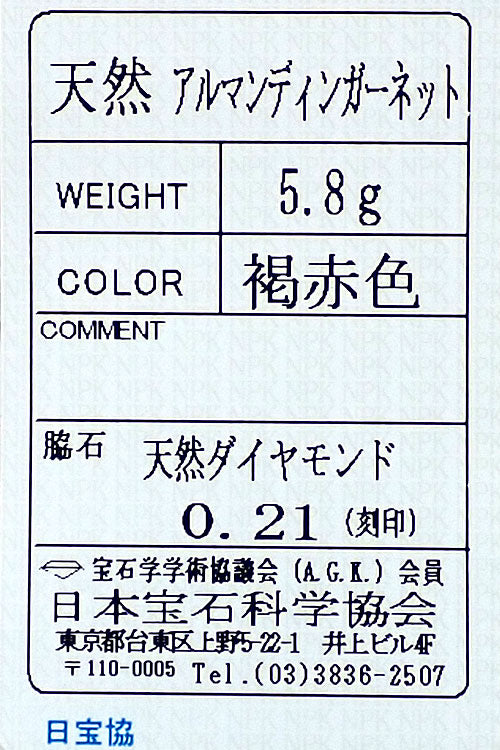 天然 アルマンディンガーネット
WEIGHT 5.8g
COLOR 褐赤色
COMMENT
脇石 天然ダイヤモンド
0.21 (刻印)
宝石学学術協議会 (A.G.K.) 会員
日本宝石科学協会
東京都台東区上野5-22-1 井上ビル4F
〒110-0005 Tel.(03)3836-2507
日宝協